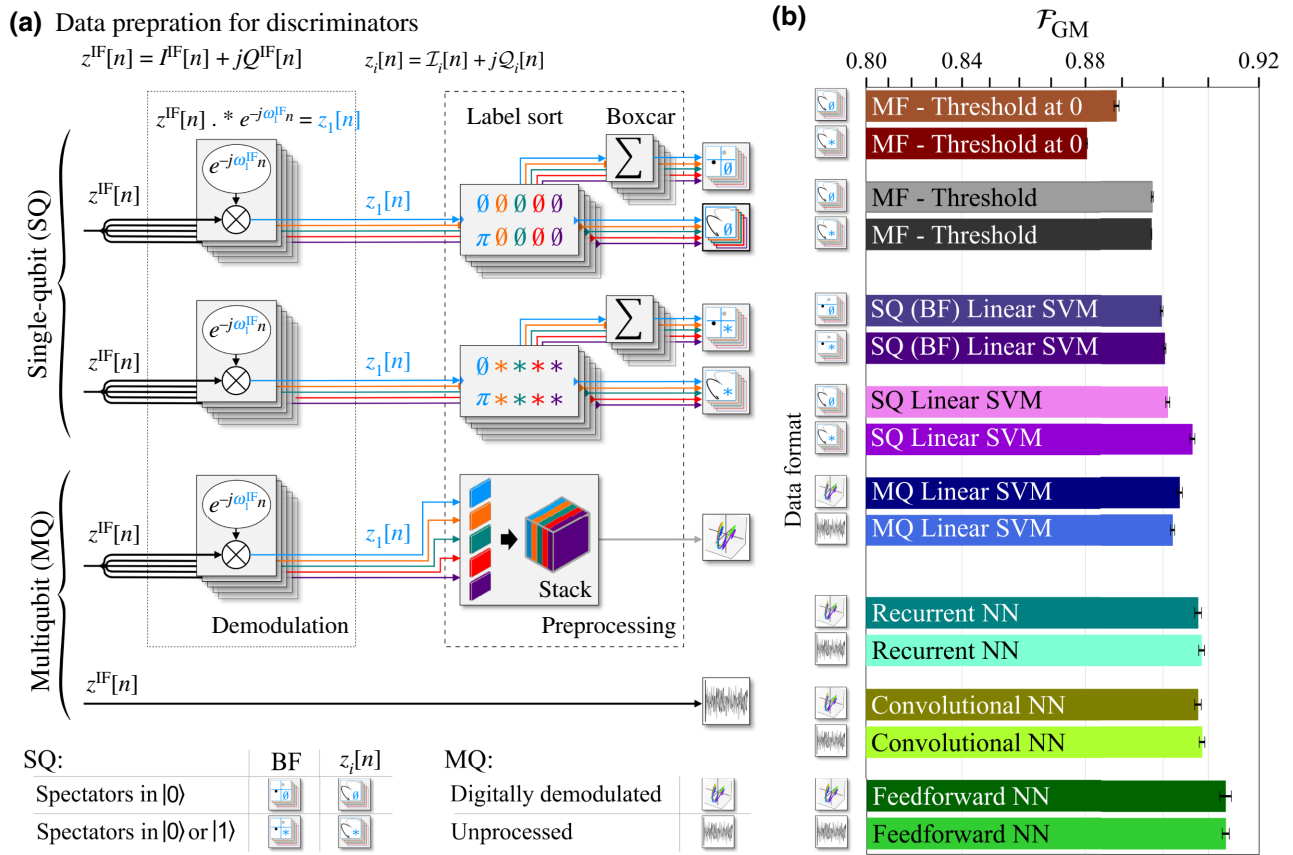 (a) Data prepration for discriminators
z^IF[n] = I^IF[n] + jQ^IF[n]
z_i[n] = ℐ_i[n] + j𝒬_i[n]
Single-qubit (SQ)
z^IF[n] . * e^{-jω_1^IF n} = z_1[n]
Label sort
Boxcar
e^{-jω_1^IF n}
∑
z^IF[n]
z_1[n]
0 Ø Ø Ø Ø
π Ø Ø Ø Ø
Ø
Ø
e^{-jω_1^IF n}
∑
z^IF[n]
z_1[n]
0 * * * *
π * * * *
*
*
Multiqubit (MQ)
e^{-jω_1^IF n}
z^IF[n]
z_1[n]
Stack
Demodulation
Preprocessing
z^IF[n]
SQ:
BF
z_i[n]
Spectators in |0⟩
Ø
Ø
Spectators in |0⟩ or |1⟩
*
*
MQ:
Digitally demodulated
Unprocessed
(b)
ℱ_GM
0.80
0.84
0.88
0.92
Data format
Ø
MF - Threshold at 0
*
MF - Threshold at 0
Ø
MF - Threshold
*
MF - Threshold
Ø
SQ (BF) Linear SVM
*
SQ (BF) Linear SVM
Ø
SQ Linear SVM
*
SQ Linear SVM
MQ Linear SVM
MQ Linear SVM
Recurrent NN
Recurrent NN
Convolutional NN
Convolutional NN
Feedforward NN
Feedforward NN